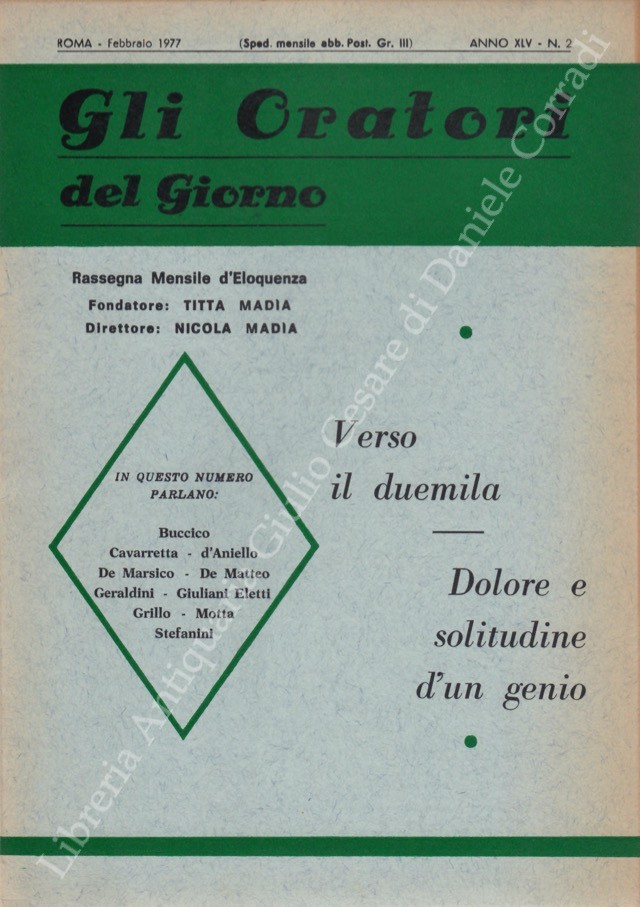 ROMA - Febbraio 1977 (Sped. mensile abb. Post. Gr. III) ANNO XLV - N. 2
Gli Oratori
del Giorno
Rassegna Mensile d'Eloquenza
Fondatore: TITTA MADIA
Direttore: NICOLA MADIA
IN QUESTO NUMERO
PARLANO:
Buccico
Cavarretta - d'Aniello
De Marsico - De Matteo
Geraldini - Giuliani Eletti
Grillo - Motta
Stefanini
Verso
il duemila
Dolore e
solitudine
d'un genio
Libreria Antiquaria Giulio Cesare di Daniele Corradi